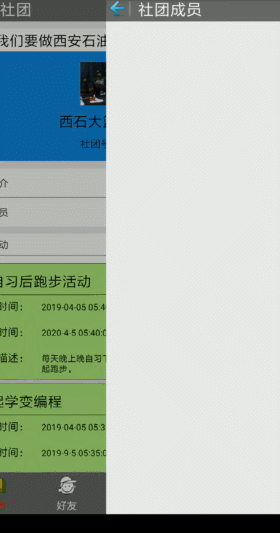 社团
社团成员
我们要做西安石油
西石大
社团号
介
员
动
自习后跑步活动
时间： 2019-04-05 05:40
时间： 2020-4-5 05:40:0
描述： 每天晚上晚自习下
起跑步。
起学变编程
时间： 2019-04-05 05:3
时间： 2019-9-5 05:35:0
好友